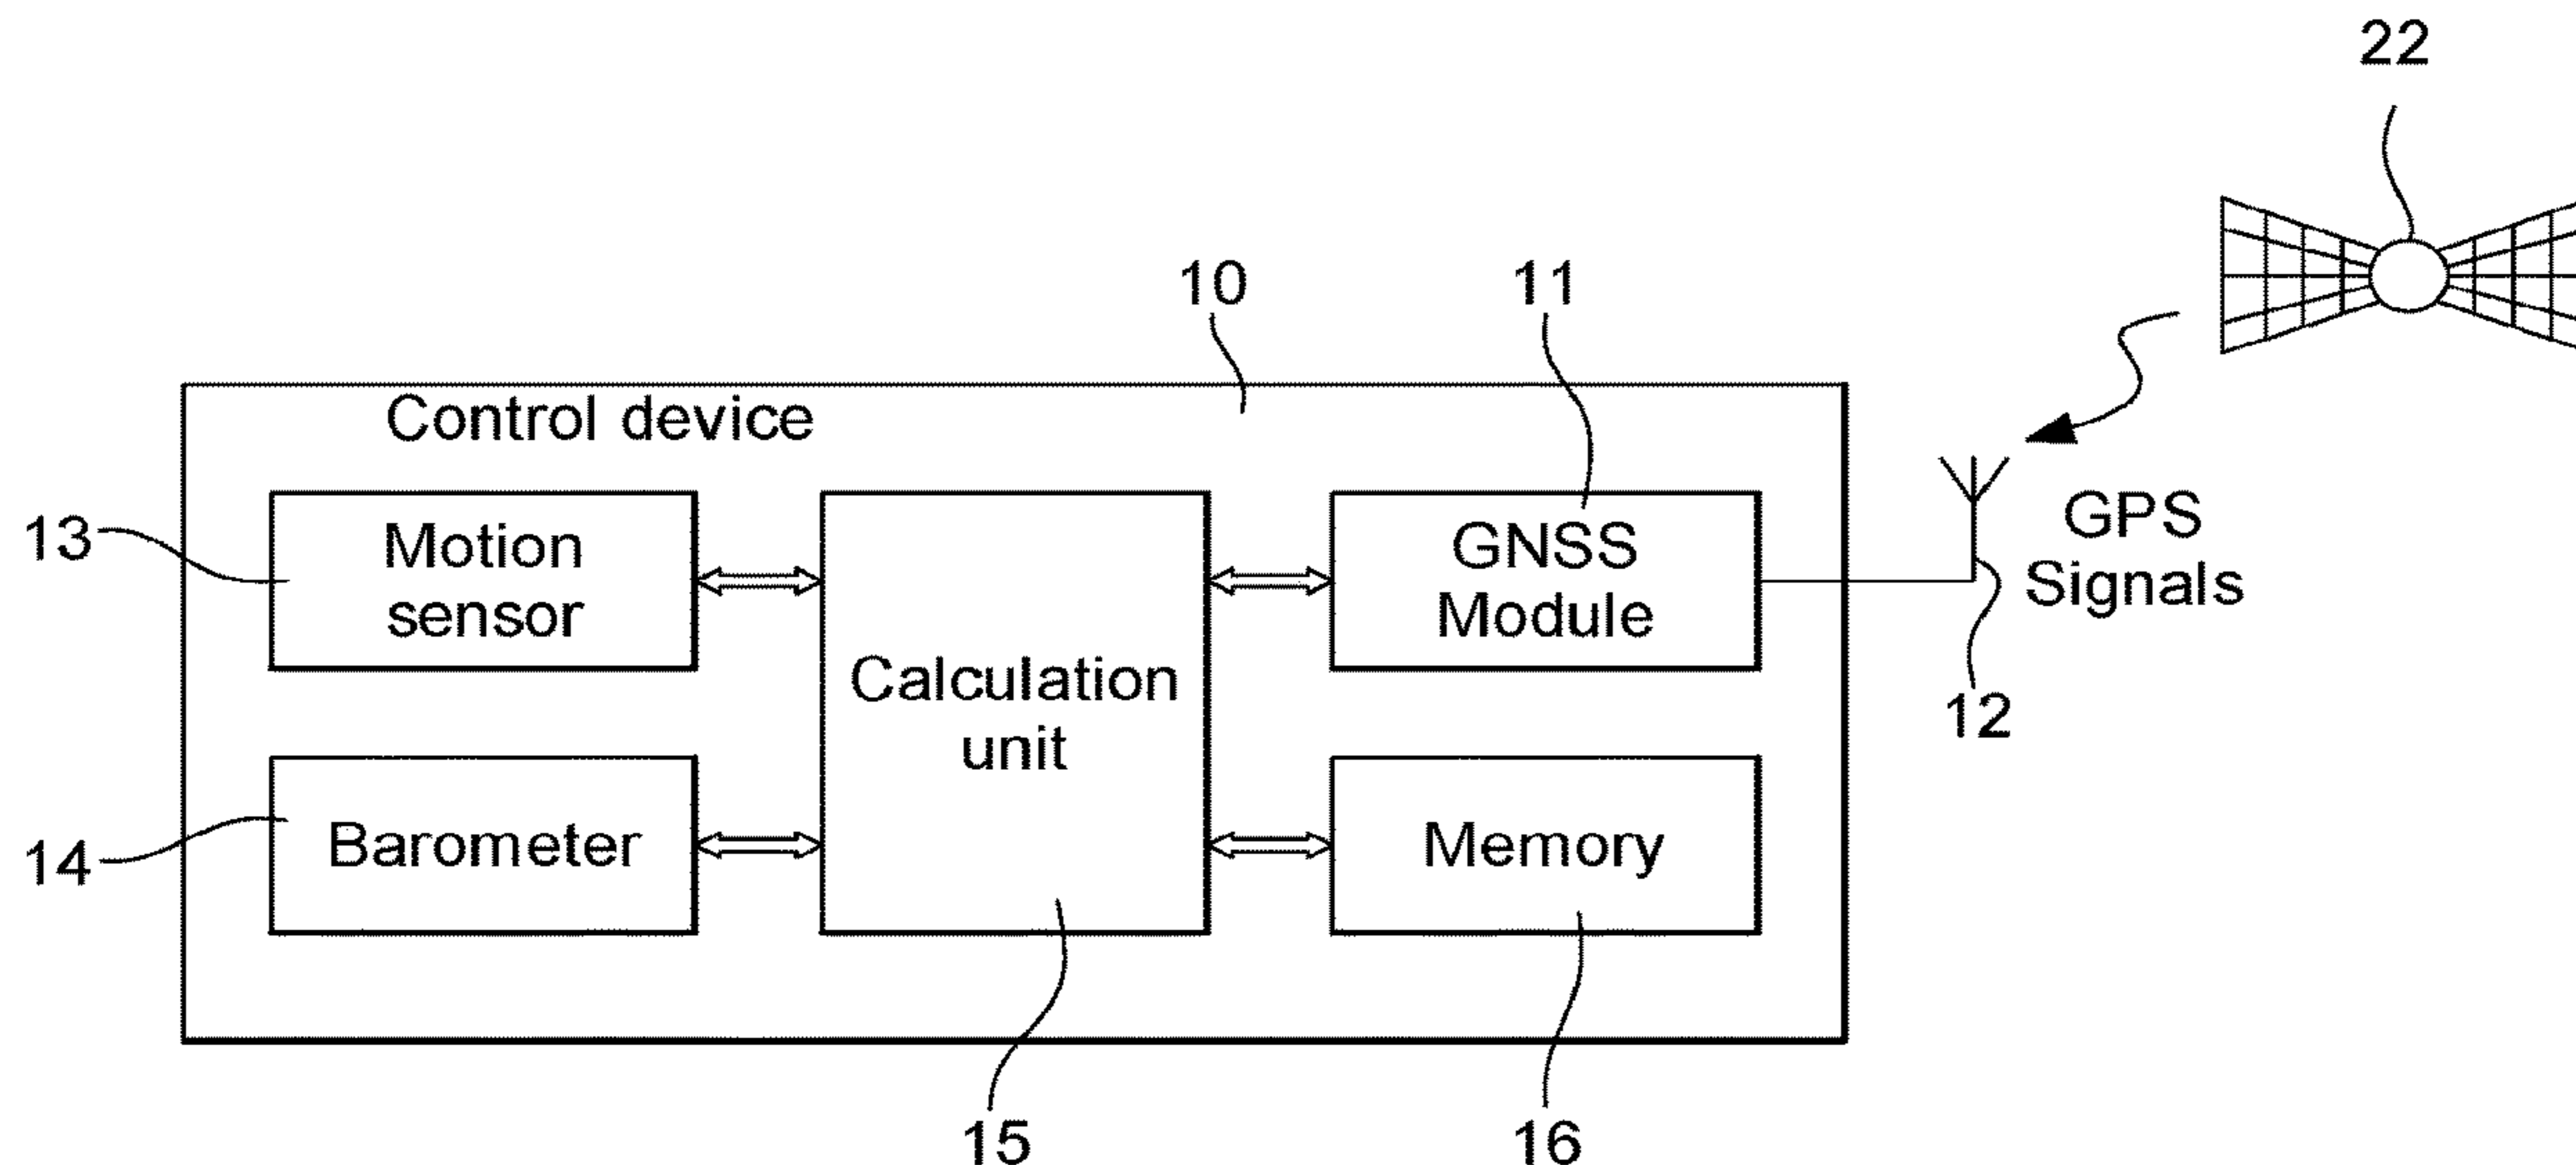 22
10
11
Control device
13
Motion
sensor
GNSS
Module
GPS
Signals
Calculation
unit
12
14
Barometer
Memory
15
16